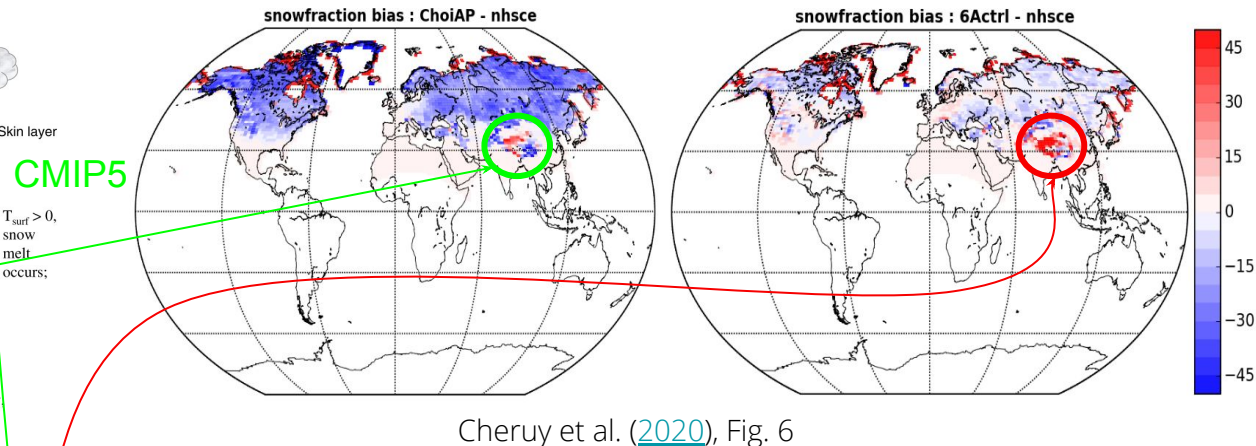 snowfraction bias : ChoiAP - nhsce
snowfraction bias : 6Actrl - nhsce
Skin layer
CMIP5
T_surf > 0,
snow
melt
occurs;
45
30
15
0
−15
−30
−45
Cheruy et al. (2020), Fig. 6